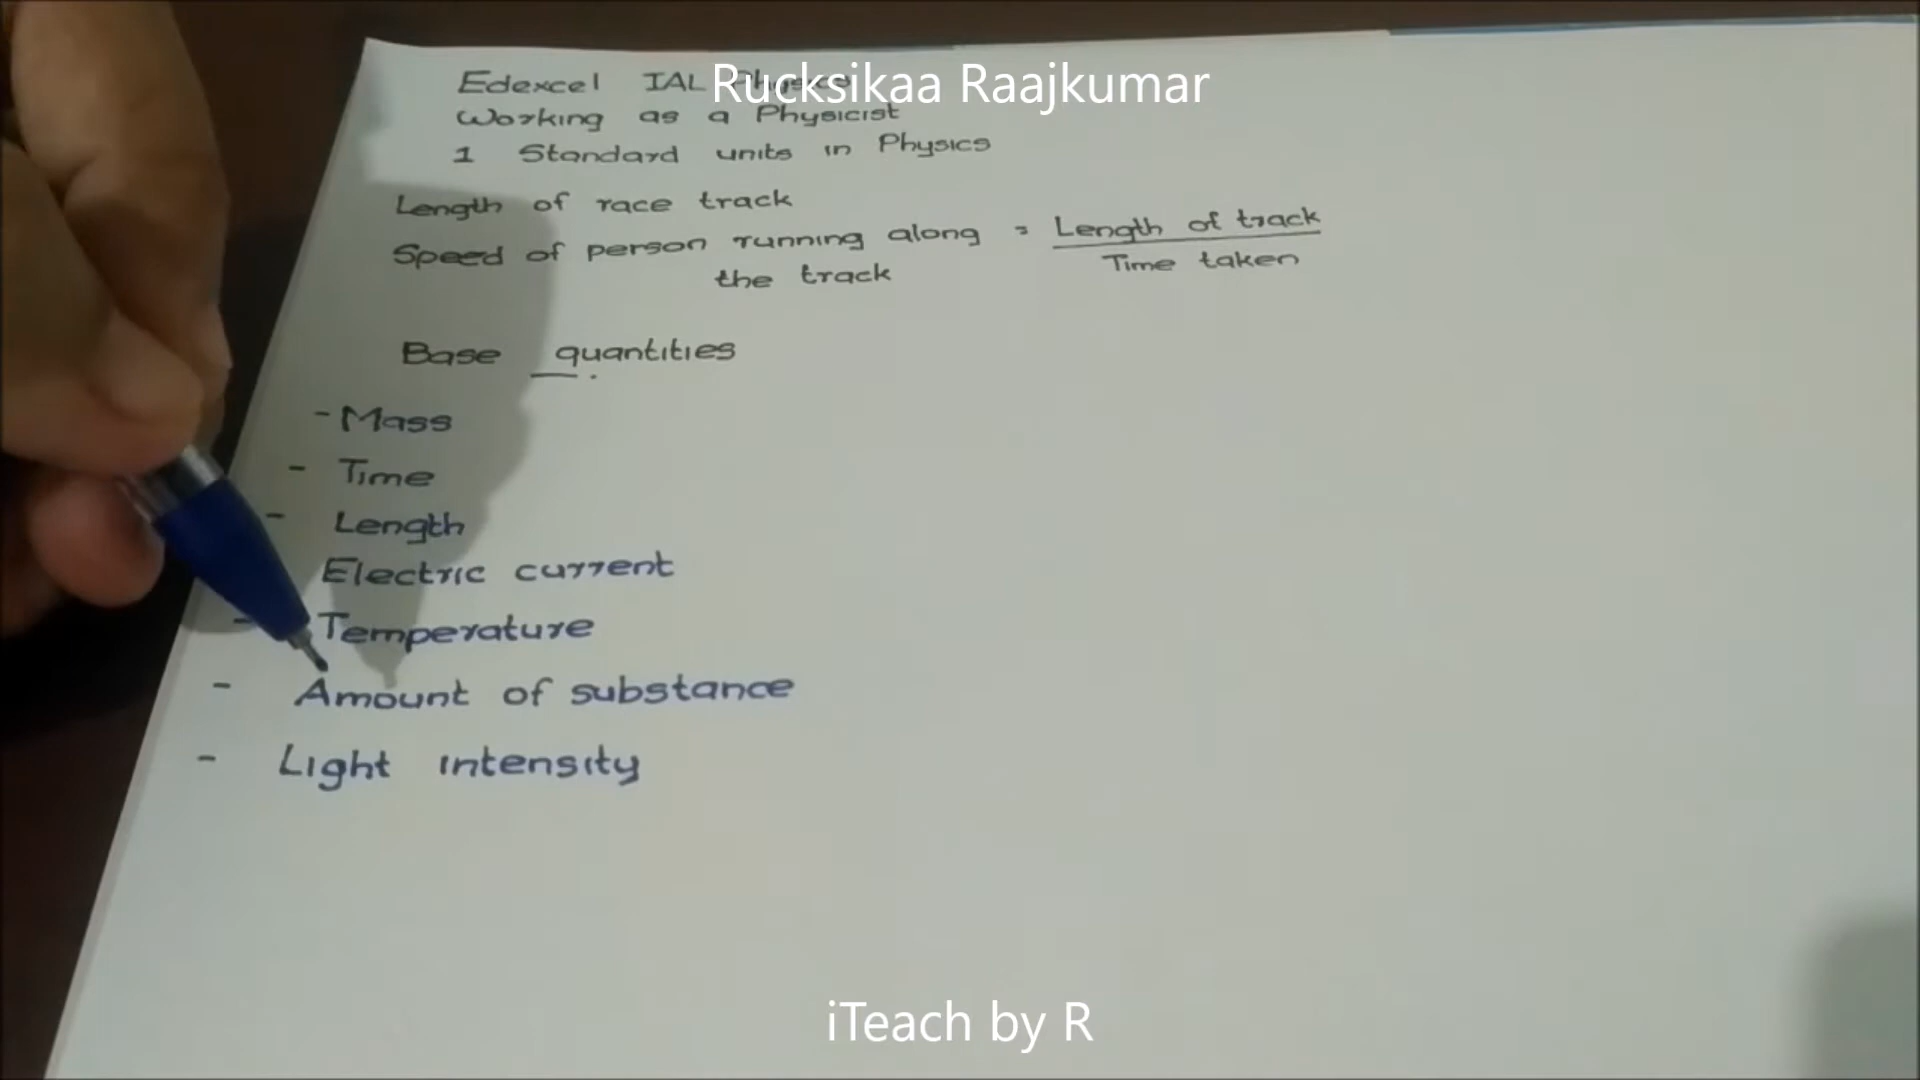 Rucksikaa Raajkumar
Edexcel IAL Physics
Working as a Physicist
1 Standard units in Physics
Length of race track
Speed of person running along = Length of track
the track Time taken
Base quantities
- Mass
- Time
- Length
Electric current
- Temperature
- Amount of substance
- Light intensity
iTeach by R